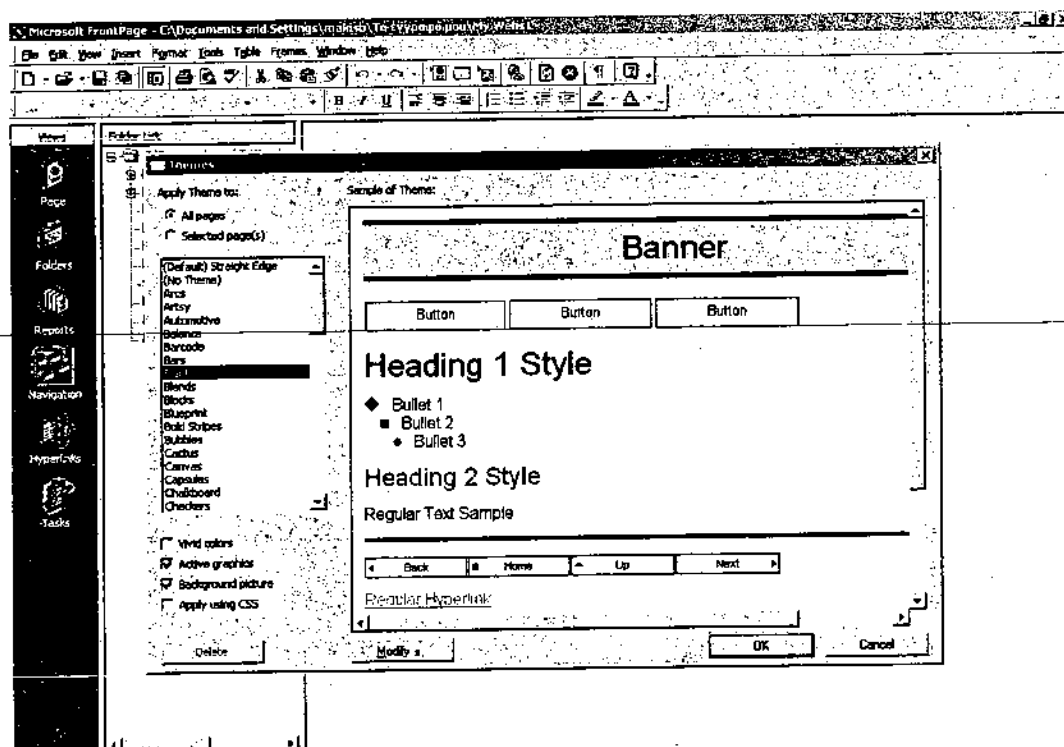 Microsoft FrontPage - C:\Documents and Settings\
File Edit View Insert Format Tools Table Frames Window Help
Views
Folder List
Page
Folders
Reports
Navigation
Hyperlinks
Tasks
Themes
Apply Theme to:
All pages
Selected page(s)
(Default) Straight Edge
(No Theme)
Arcs
Artsy
Automotive
Balance
Barcode
Bars
Blends
Blocks
Blueprint
Bold Stripes
Bubbles
Cactus
Canvas
Capsules
Chalkboard
Checkers
Vivid colors
Active graphics
Background picture
Apply using CSS
Delete
Sample of Theme:
Banner
Button Button Button
Heading 1 Style
Bullet 1
Bullet 2
Bullet 3
Heading 2 Style
Regular Text Sample
Back Home Up Next
Regular Hyperlink
Modify
OK Cancel